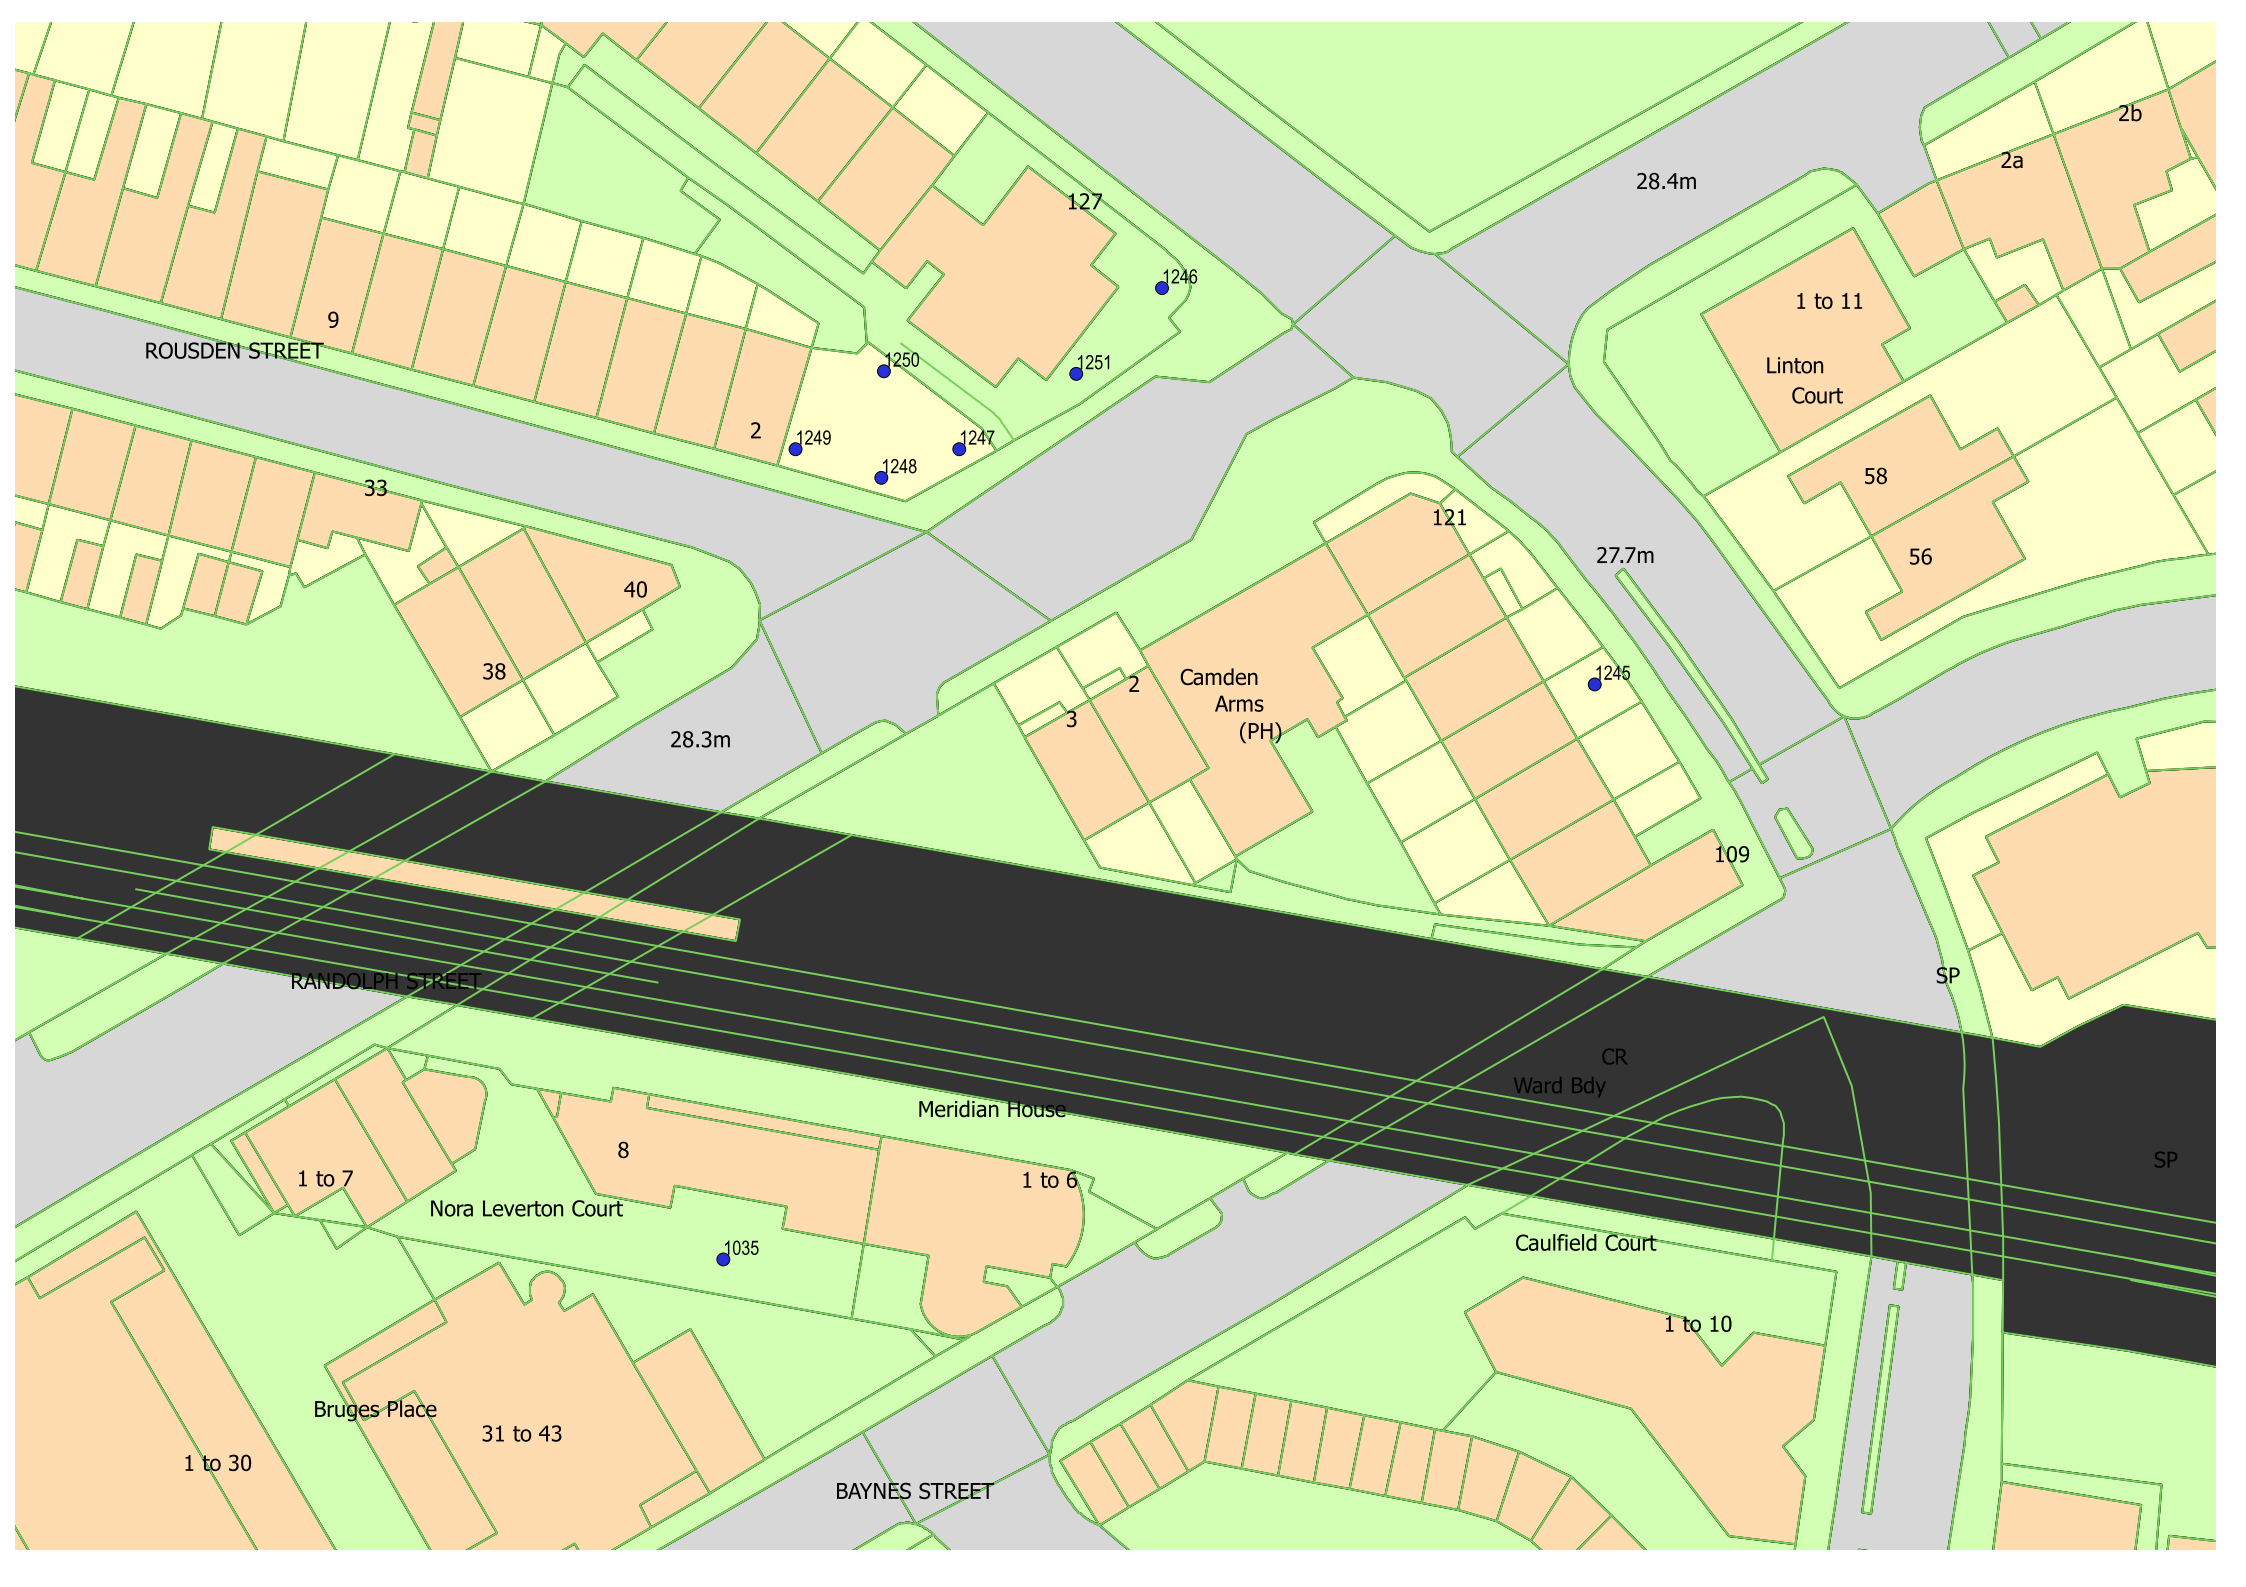 2b
2a
28.4m
127
1246
1 to 11
9
ROUSDEN STREET
1250
1251
Linton
Court
2
1249
1247
1248
58
33
121
56
27.7m
40
38
1245
Camden
Arms
(PH)
2
3
28.3m
109
RANDOLPH STREET
SP
CR
Ward Bdy
Meridian House
8
SP
1 to 7
1 to 6
Nora Leverton Court
1035
Caulfield Court
1 to 10
Bruges Place
31 to 43
1 to 30
BAYNES STREET